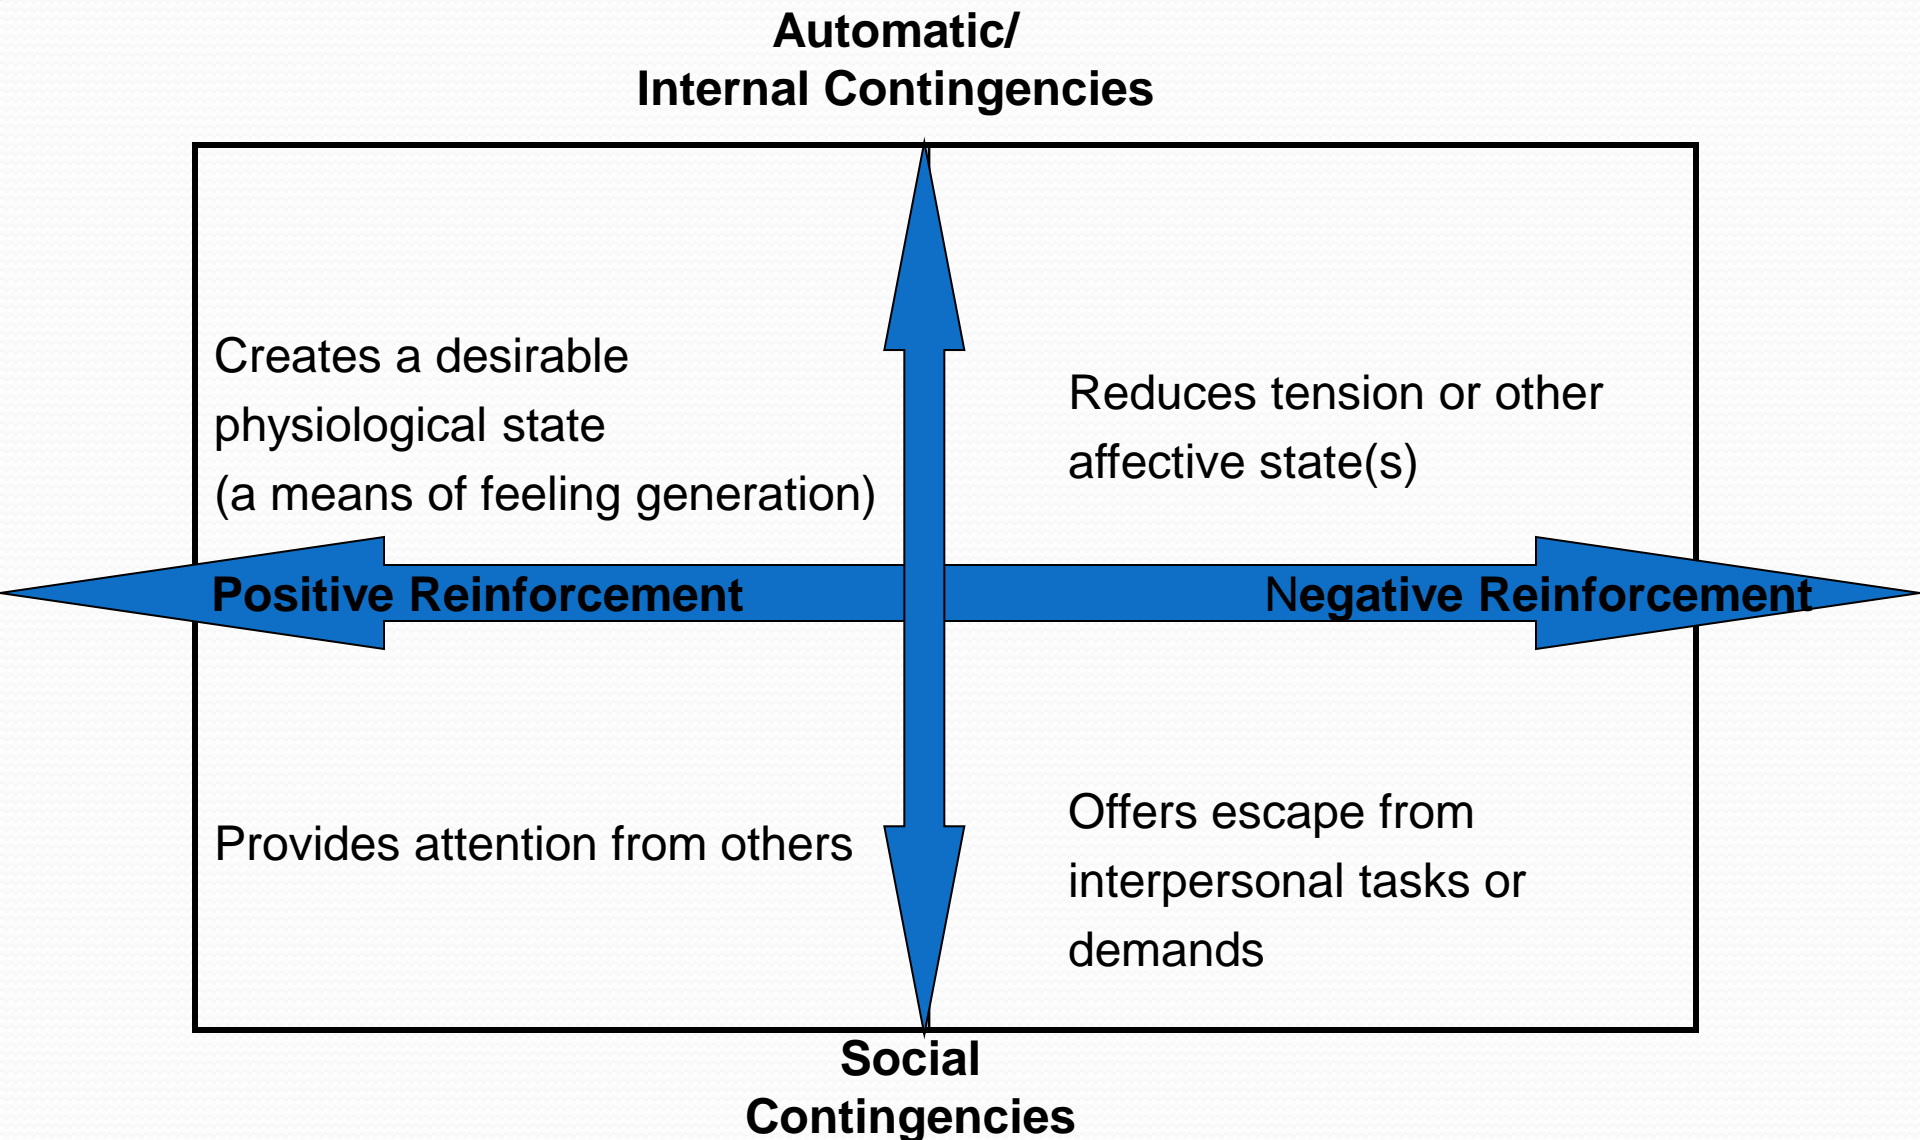 Automatic/
Internal Contingencies
Creates a desirable
physiological state
(a means of feeling generation)
Reduces tension or other
affective state(s)
Positive Reinforcement
Negative Reinforcement
Provides attention from others
Offers escape from
interpersonal tasks or
demands
Social
Contingencies